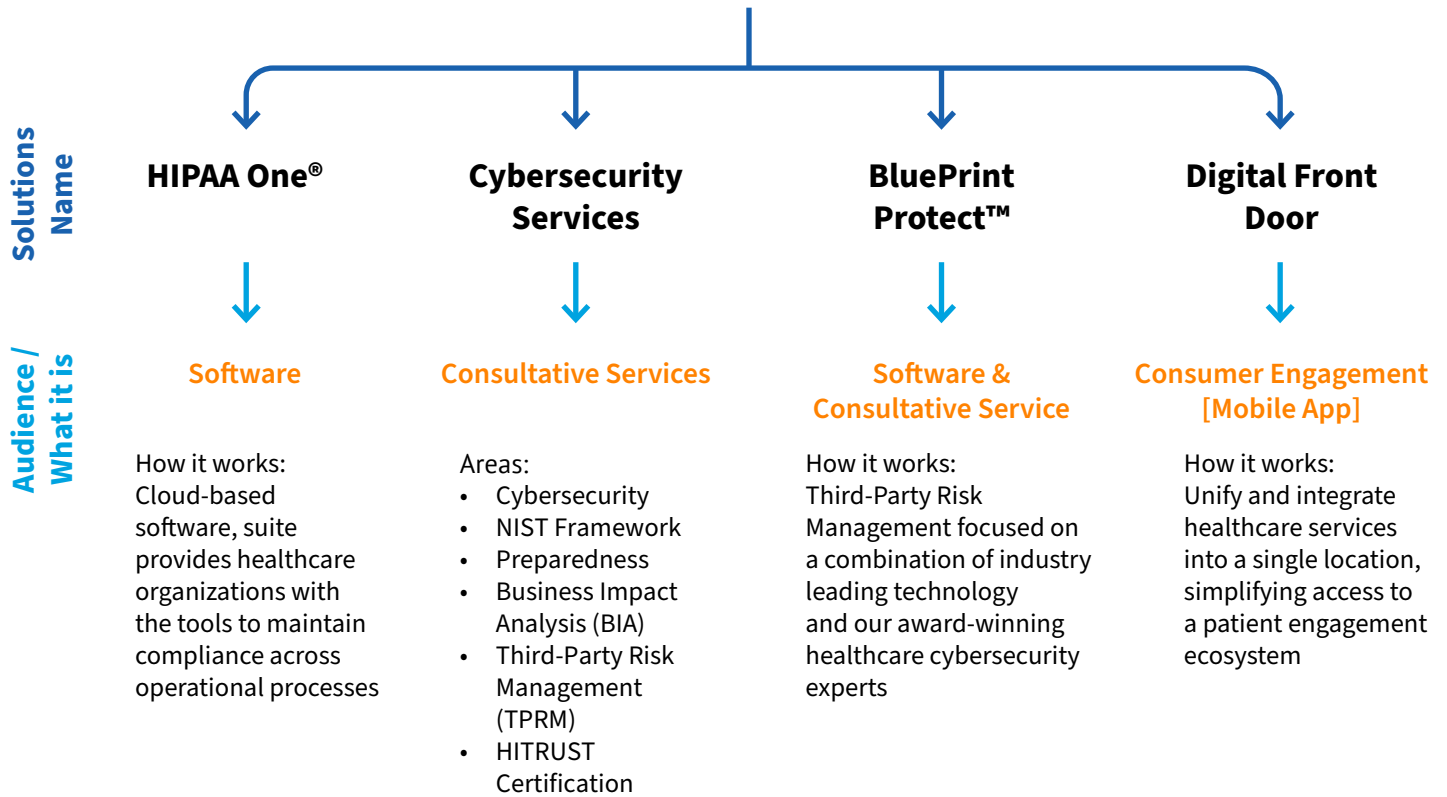 Solutions
Name
HIPAA One®
Cybersecurity
Services
BluePrint
Protect™
Digital Front
Door
Audience /
What it is
Software
Consultative Services
Software &
Consultative Service
Consumer Engagement
[Mobile App]
How it works:
Cloud-based
software, suite
provides healthcare
organizations with
the tools to maintain
compliance across
operational processes
Areas:
• Cybersecurity
• NIST Framework
• Preparedness
• Business Impact
Analysis (BIA)
• Third-Party Risk
Management
(TPRM)
• HITRUST
Certification
How it works:
Third-Party Risk
Management focused on
a combination of industry
leading technology
and our award-winning
healthcare cybersecurity
experts
How it works:
Unify and integrate
healthcare services
into a single location,
simplifying access to
a patient engagement
ecosystem